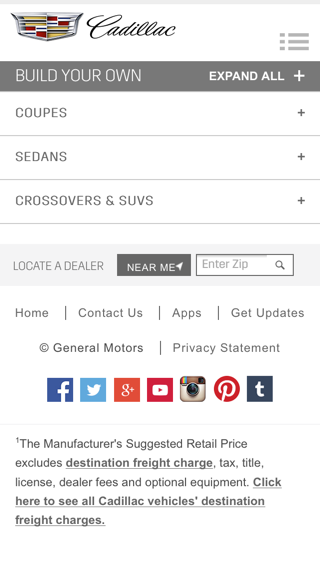 Cadillac
BUILD YOUR OWN EXPAND ALL +
COUPES +
SEDANS +
CROSSOVERS & SUVS +
LOCATE A DEALER NEAR ME Enter Zip
Home | Contact Us | Apps | Get Updates
© General Motors | Privacy Statement
f g+ t
1The Manufacturer's Suggested Retail Price
excludes destination freight charge, tax, title,
license, dealer fees and optional equipment. Click
here to see all Cadillac vehicles' destination
freight charges.